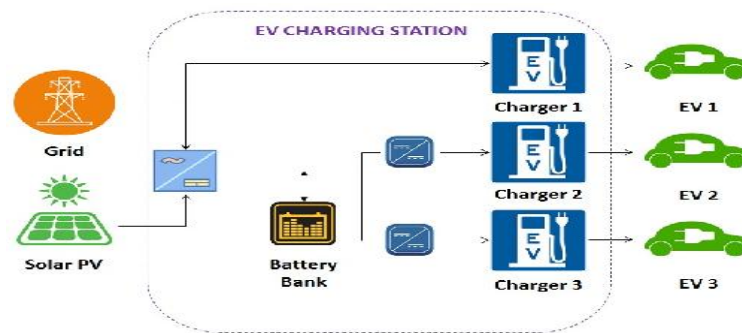 EV CHARGING STATION
E
V
Charger 1
EV 1
Grid
E
V
Charger 2
EV 2
Solar PV
Battery
Bank
E
V
Charger 3
EV 3